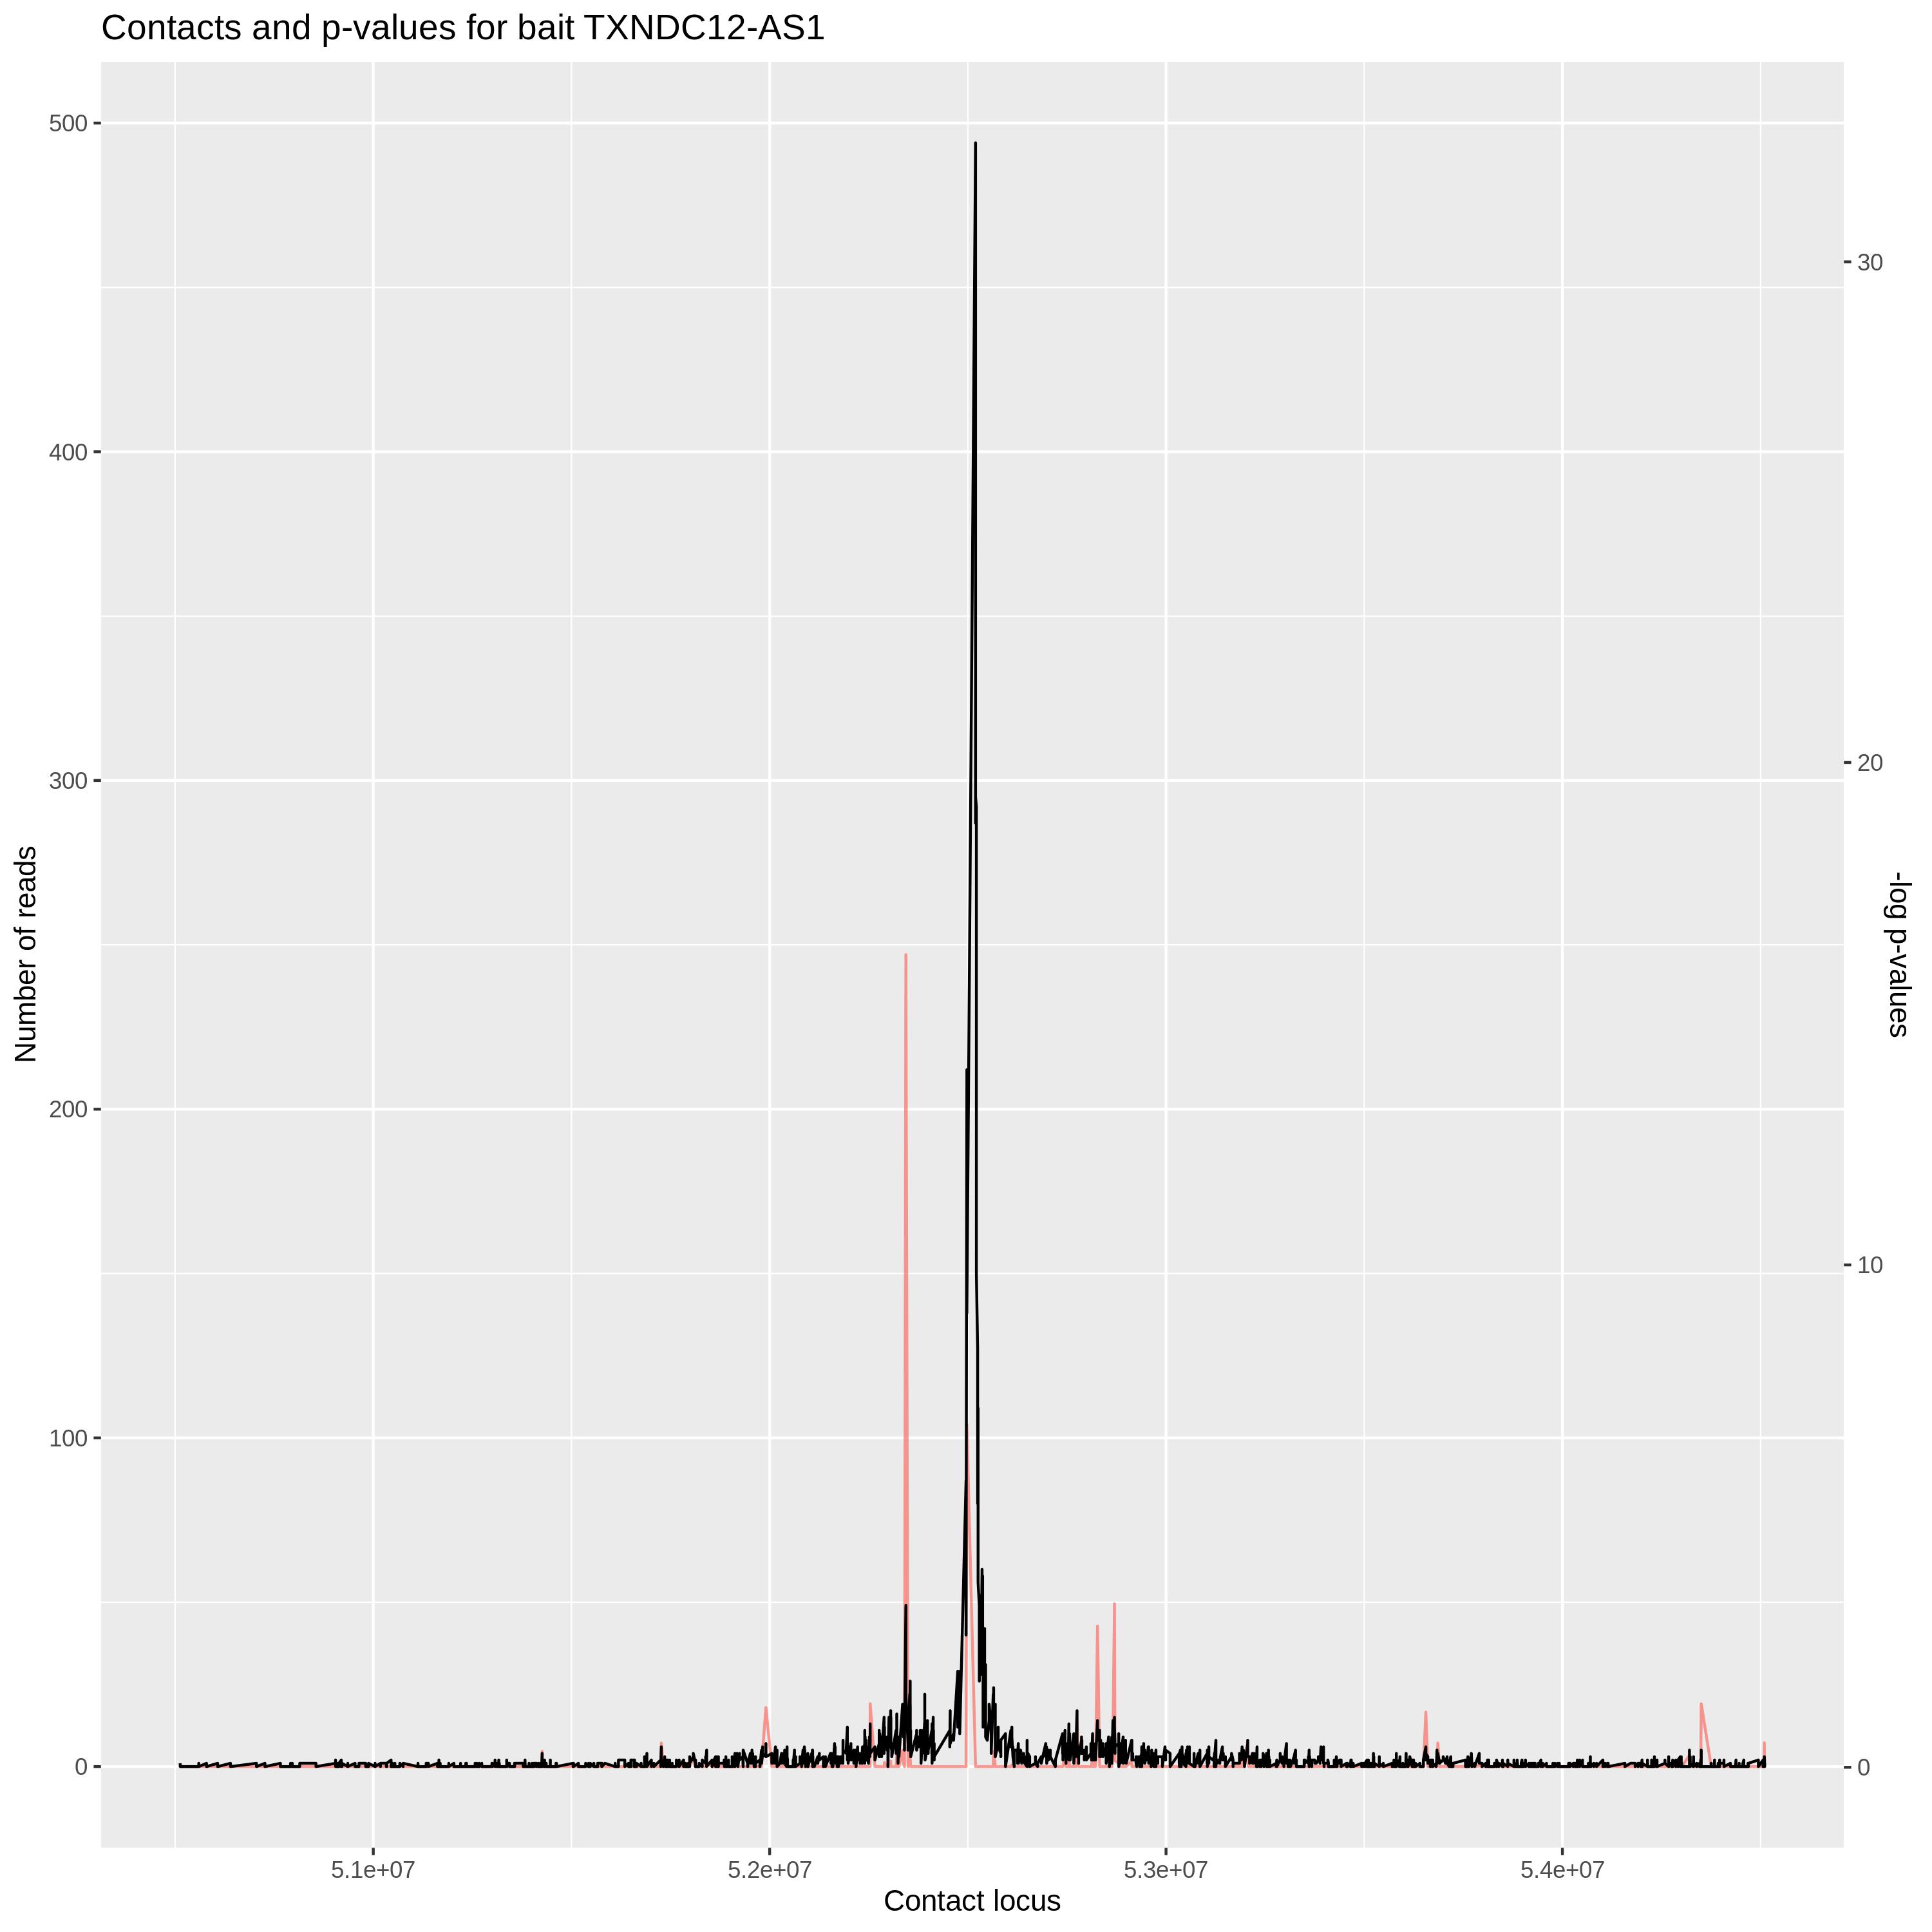 Contacts and p-values for bait TXNDC12-AS1
500
400
300
200
100
0
Number of reads
30
20
10
0
-log p-values
5.1e+07
5.2e+07
5.3e+07
5.4e+07
Contact locus